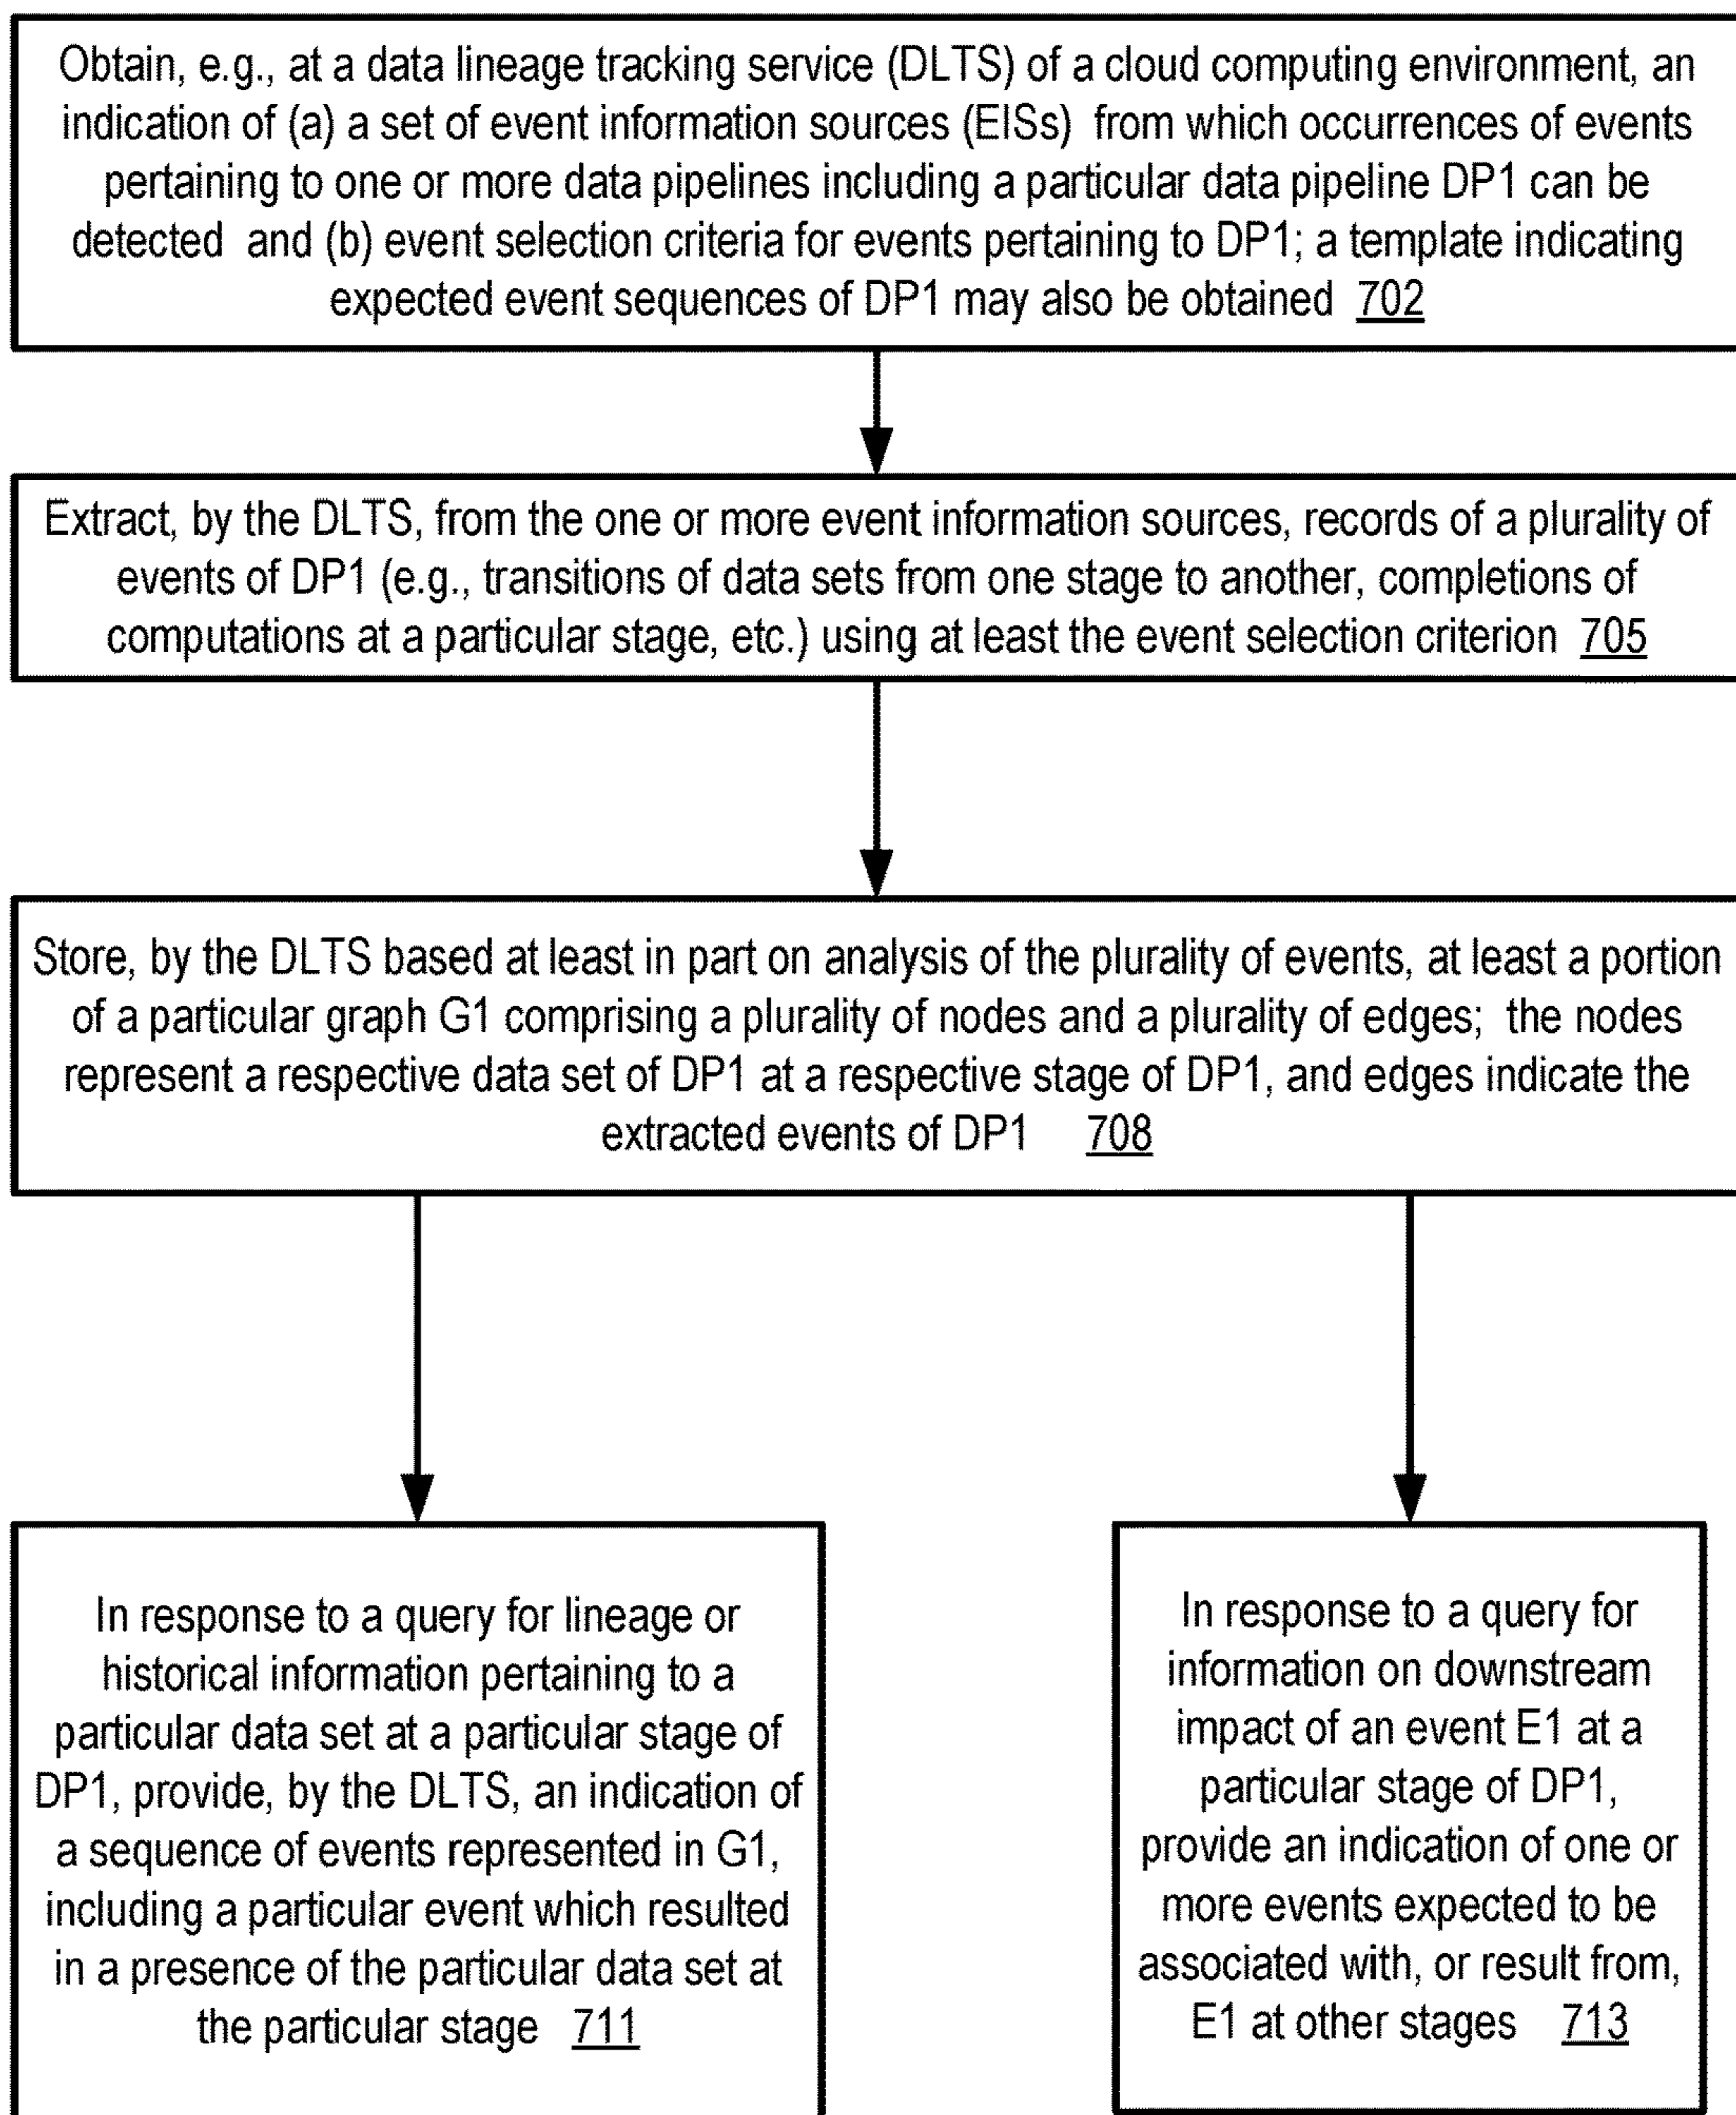 Obtain, e.g., at a data lineage tracking service (DLTS) of a cloud computing environment, an
indication of (a) a set of event information sources (EISs) from which occurrences of events
pertaining to one or more data pipelines including a particular data pipeline DP1 can be
detected and (b) event selection criteria for events pertaining to DP1; a template indicating
expected event sequences of DP1 may also be obtained 702
Extract, by the DLTS, from the one or more event information sources, records of a plurality of
events of DP1 (e.g., transitions of data sets from one stage to another, completions of
computations at a particular stage, etc.) using at least the event selection criterion 705
Store, by the DLTS based at least in part on analysis of the plurality of events, at least a portion
of a particular graph G1 comprising a plurality of nodes and a plurality of edges; the nodes
represent a respective data set of DP1 at a respective stage of DP1, and edges indicate the
extracted events of DP1 708
In response to a query for lineage or
historical information pertaining to a
particular data set at a particular stage of
DP1, provide, by the DLTS, an indication of
a sequence of events represented in G1,
including a particular event which resulted
in a presence of the particular data set at
the particular stage 711
In response to a query for
information on downstream
impact of an event E1 at a
particular stage of DP1,
provide an indication of one or
more events expected to be
associated with, or result from,
E1 at other stages 713